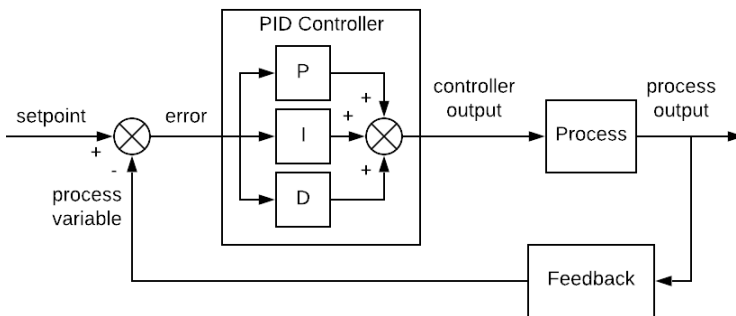 PID Controller
P
setpoint
error
+
controller
output
process
output
+
I
+
Process
+
-
D
process
variable
Feedback